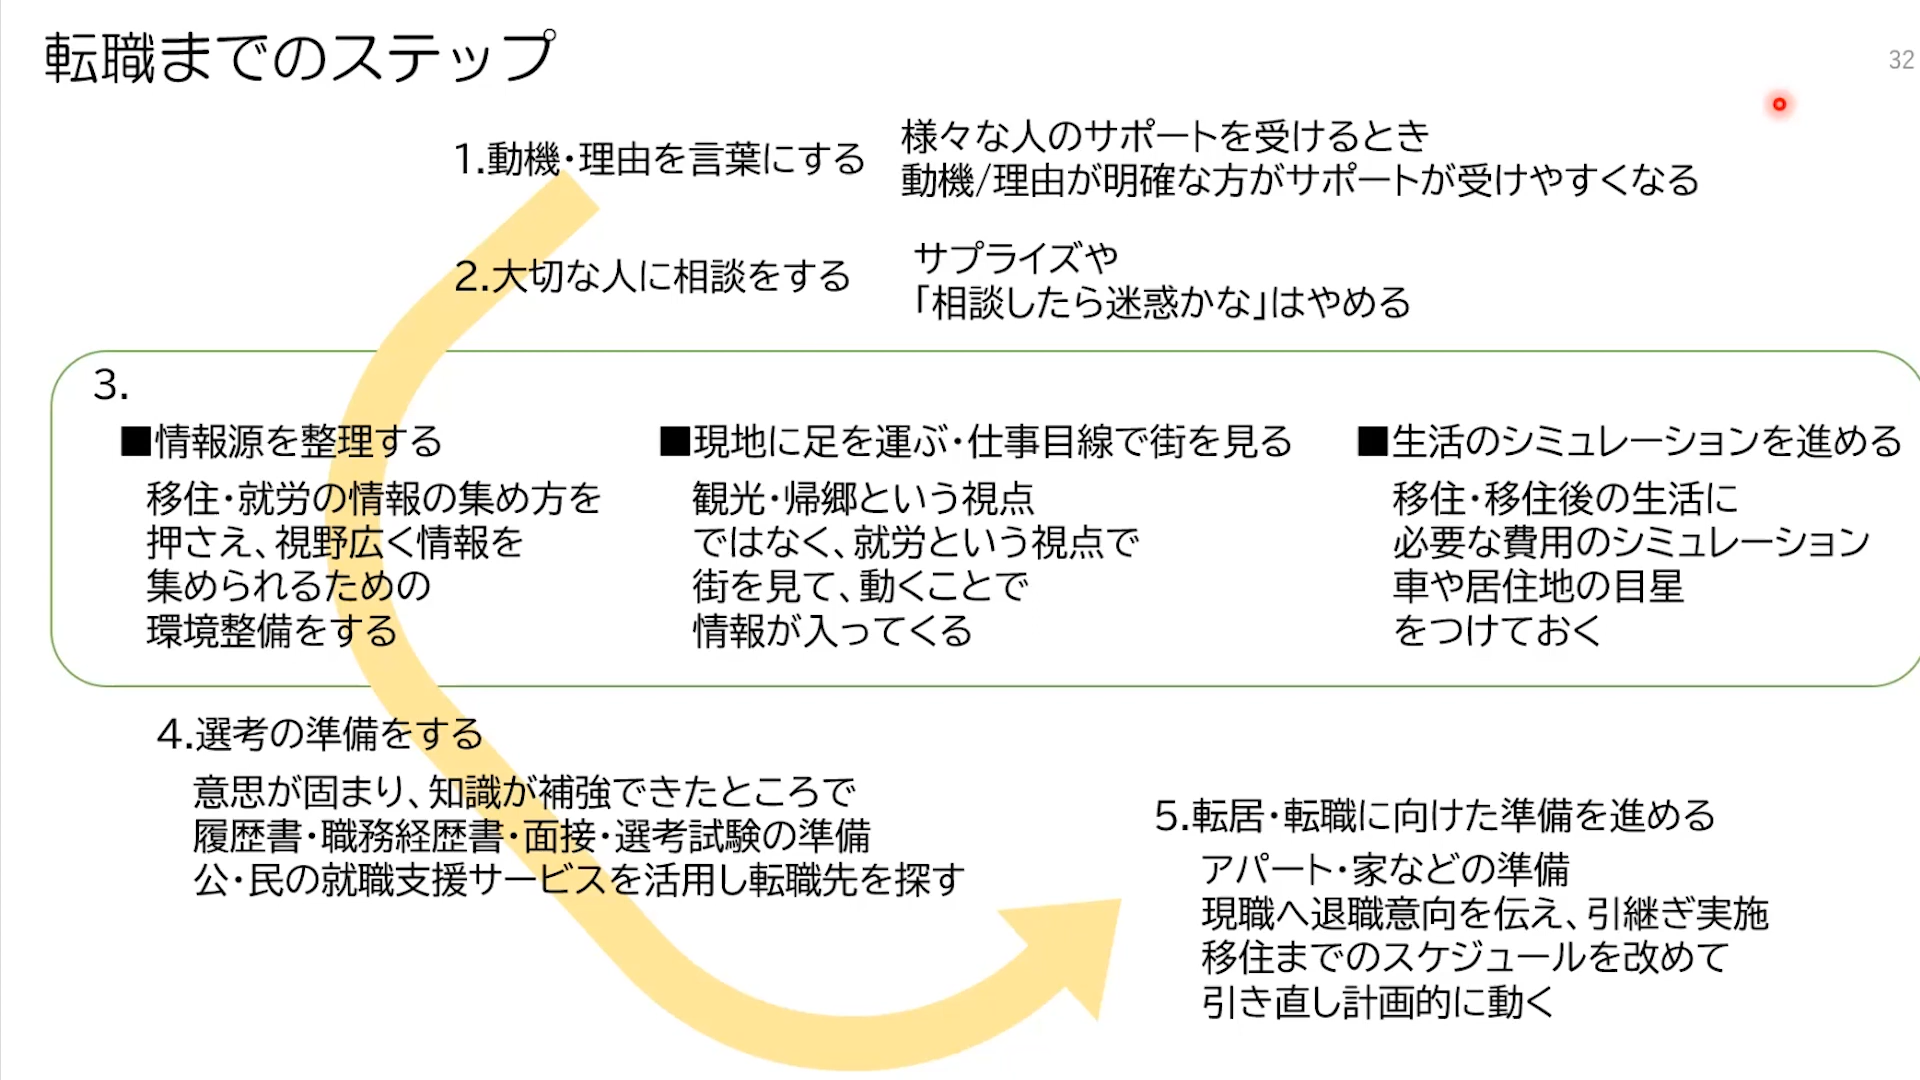 転職までのステップ
32
1.動機・理由を言葉にする
様々な人のサポートを受けるとき
動機/理由が明確な方がサポートが受けやすくなる
2.大切な人に相談をする
サプライズや
「相談したら迷惑かな」はやめる
3.
■情報源を整理する
移住・就労の情報の集め方を
押さえ、視野広く情報を
集められるための
環境整備をする
■現地に足を運ぶ・仕事目線で街を見る
観光・帰郷という視点
ではなく、就労という視点で
街を見て、動くことで
情報が入ってくる
■生活のシミュレーションを進める
移住・移住後の生活に
必要な費用のシミュレーション
車や居住地の目星
をつけておく
4.選考の準備をする
意思が固まり、知識が補強できたところで
履歴書・職務経歴書・面接・選考試験の準備
公・民の就職支援サービスを活用し転職先を探す
5.転居・転職に向けた準備を進める
アパート・家などの準備
現職へ退職意向を伝え、引継ぎ実施
移住までのスケジュールを改めて
引き直し計画的に動く